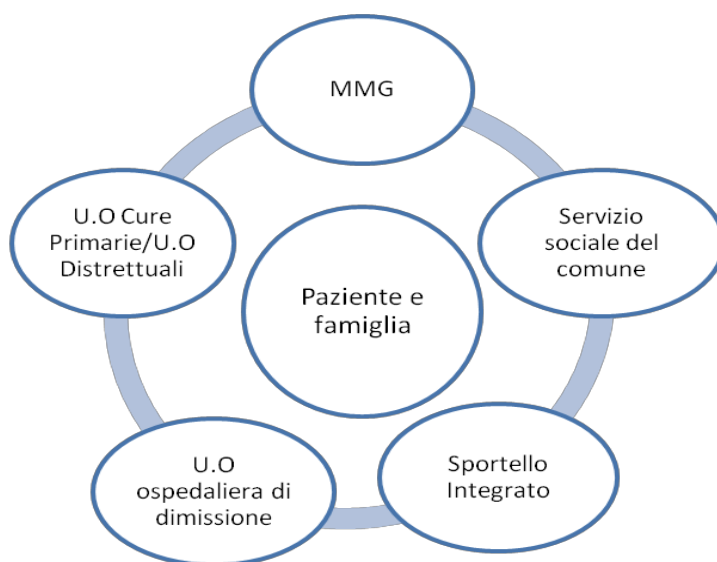 MMG
U.O Cure
Primarie/U.O
Distrettuali
Servizio
sociale del
comune
Paziente e
famiglia
U.O
ospedaliera di
dimissione
Sportello
Integrato